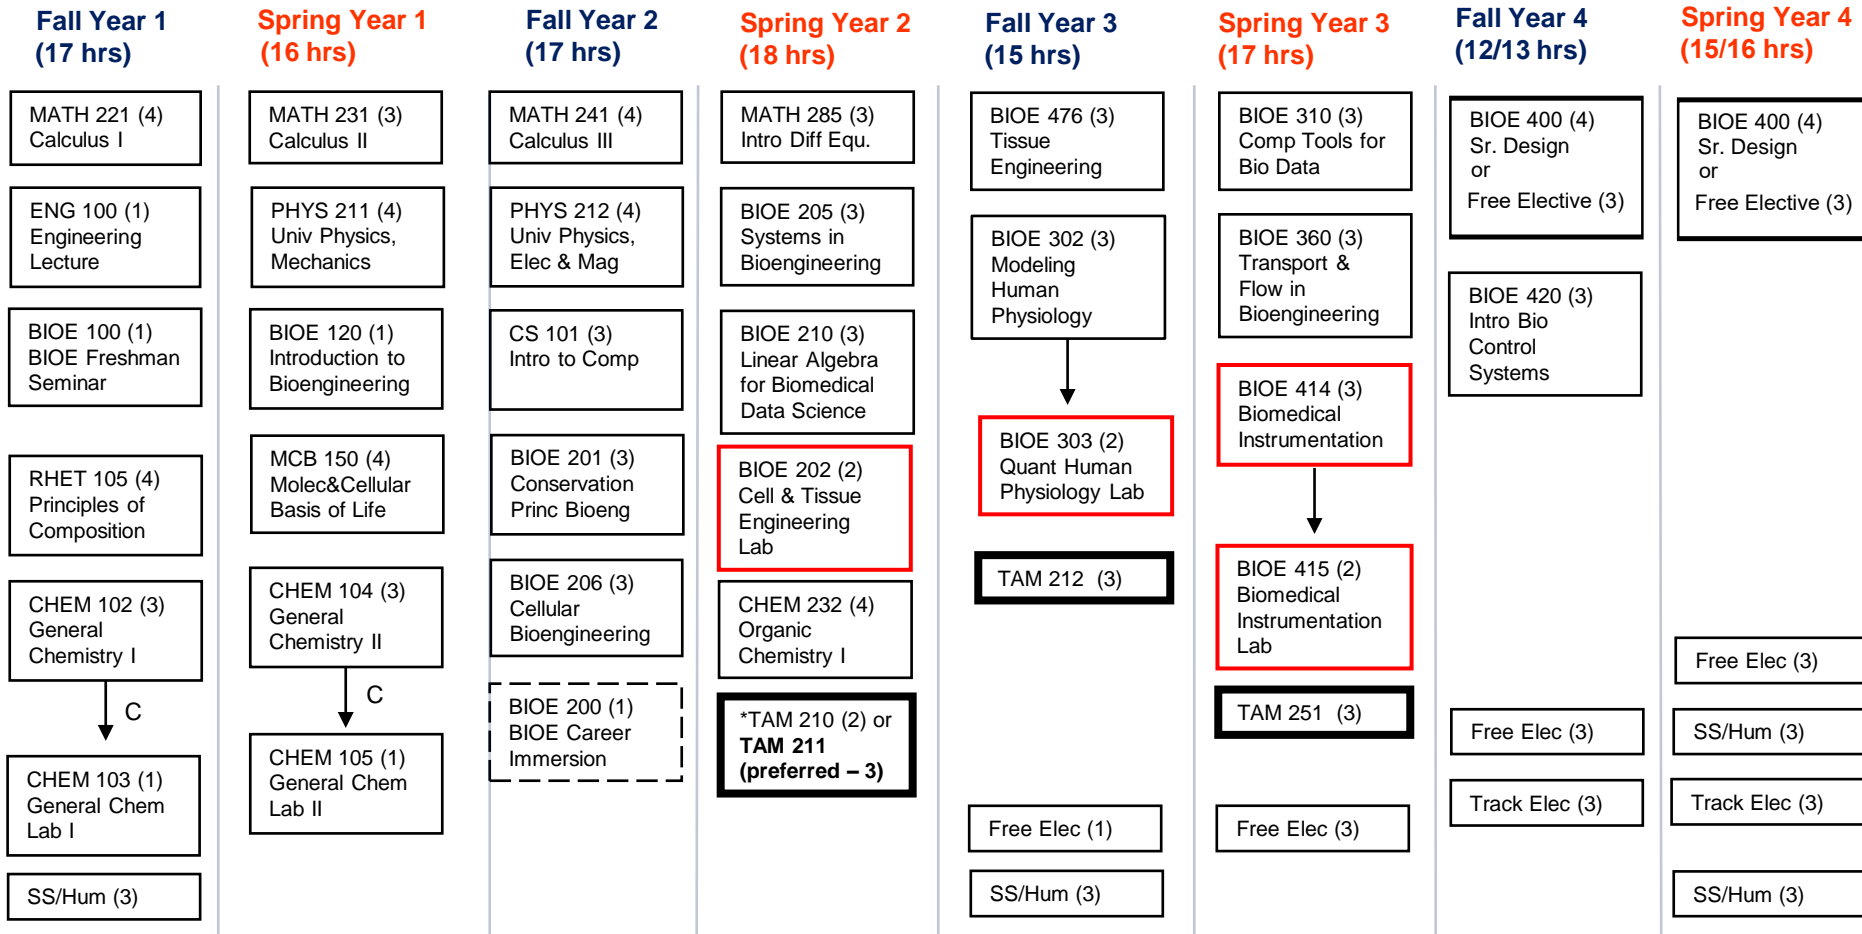 Fall Year 1
(17 hrs)
MATH 221 (4)
Calculus I
ENG 100 (1)
Engineering
Lecture
BIOE 100 (1)
BIOE Freshman
Seminar
RHET 105 (4)
Principles of
Composition
CHEM 102 (3)
General
Chemistry I
C
CHEM 103 (1)
General Chem
Lab I
SS/Hum (3)
Spring Year 1
(16 hrs)
MATH 231 (3)
Calculus II
PHYS 211 (4)
Univ Physics,
Mechanics
BIOE 120 (1)
Introduction to
Bioengineering
MCB 150 (4)
Molec&Cellular
Basis of Life
CHEM 104 (3)
General
Chemistry II
C
CHEM 105 (1)
General Chem
Lab II
Fall Year 2
(17 hrs)
MATH 241 (4)
Calculus III
PHYS 212 (4)
Univ Physics,
Elec & Mag
CS 101 (3)
Intro to Comp
BIOE 201 (3)
Conservation
Princ Bioeng
BIOE 206 (3)
Cellular
Bioengineering
BIOE 200 (1)
BIOE Career
Immersion
Spring Year 2
(18 hrs)
MATH 285 (3)
Intro Diff Equ.
BIOE 205 (3)
Systems in
Bioengineering
BIOE 210 (3)
Linear Algebra
for Biomedical
Data Science
BIOE 202 (2)
Cell & Tissue
Engineering
Lab
CHEM 232 (4)
Organic
Chemistry I
*TAM 210 (2) or
TAM 211
(preferred – 3)
Fall Year 3
(15 hrs)
BIOE 476 (3)
Tissue
Engineering
BIOE 302 (3)
Modeling
Human
Physiology
BIOE 303 (2)
Quant Human
Physiology Lab
TAM 212 (3)
Free Elec (1)
SS/Hum (3)
Spring Year 3
(17 hrs)
BIOE 310 (3)
Comp Tools for
Bio Data
BIOE 360 (3)
Transport &
Flow in
Bioengineering
BIOE 414 (3)
Biomedical
Instrumentation
BIOE 415 (2)
Biomedical
Instrumentation
Lab
TAM 251 (3)
Free Elec (3)
Fall Year 4
(12/13 hrs)
BIOE 400 (4)
Sr. Design
or
Free Elective (3)
BIOE 420 (3)
Intro Bio
Control
Systems
Free Elec (3)
Track Elec (3)
Spring Year 4
(15/16 hrs)
BIOE 400 (4)
Sr. Design
or
Free Elective (3)
Free Elec (3)
SS/Hum (3)
Track Elec (3)
SS/Hum (3)